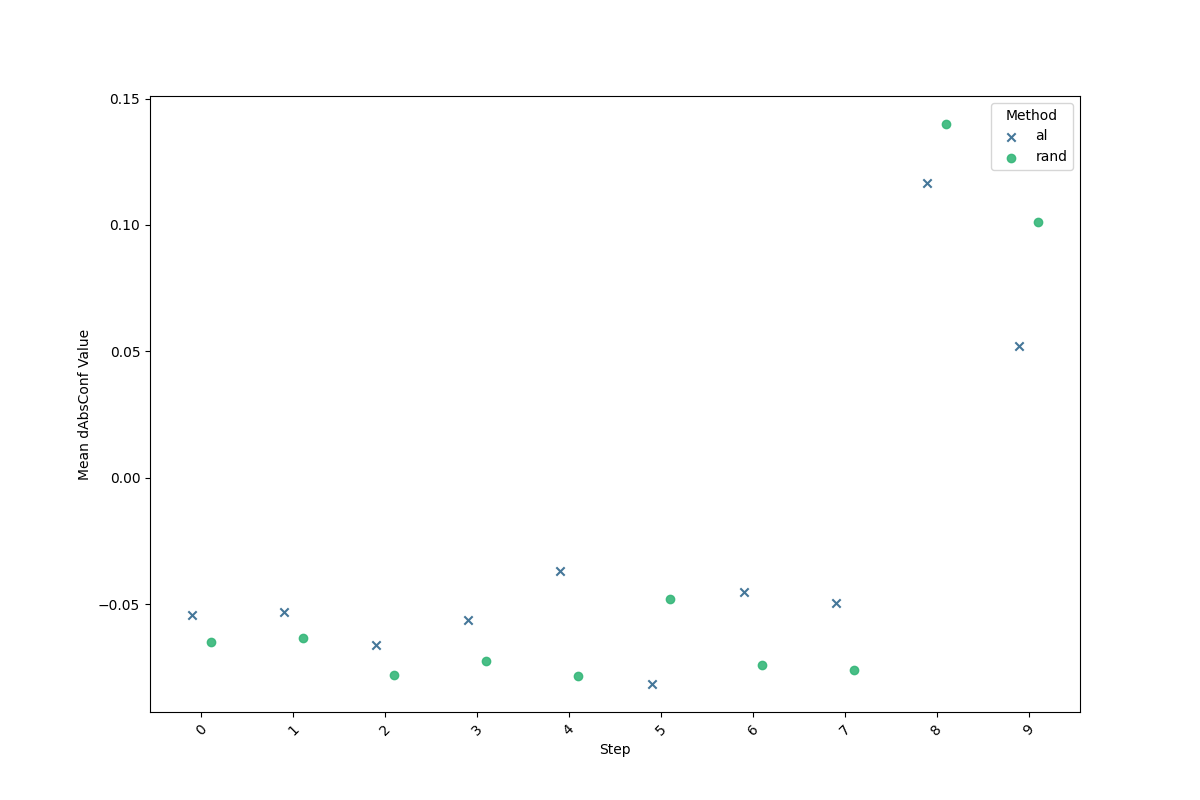 0.15
0.10
0.05
0.00
−0.05
Mean dAbsConf Value
Method
al
rand
0 1 2 3 4 5 6 7 8 9
Step